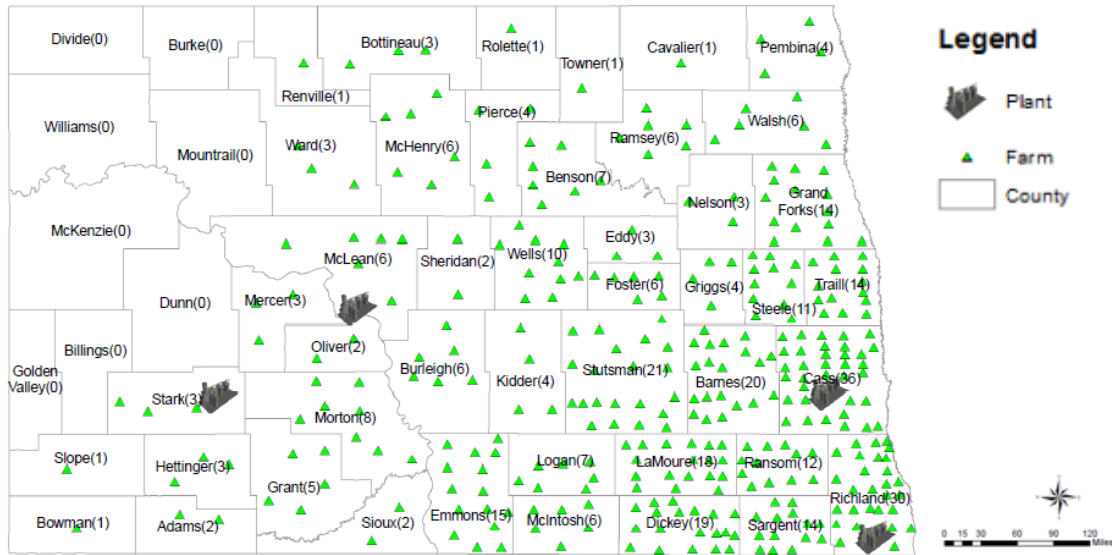 Divide(0)
Burke(0)
Renville(1)
Bottineau(3)
Rolette(1)
Towner(1)
Cavalier(1)
Pembina(4)
Williams(0)
Mountrail(0)
Ward(3)
McHenry(6)
Pierce(4)
Benson(7)
Ramsey(6)
Walsh(6)
Nelson(3)
Grand
Forks(14)
McKenzie(0)
Dunn(0)
McLean(6)
Mercer(3)
Oliver(2)
Sheridan(2)
Wells(10)
Eddy(3)
Foster(6)
Griggs(4)
Steele(11)
Traill(14)
Golden
Valley(0)
Billings(0)
Stark(3)
Morton(8)
Burleigh(6)
Kidder(4)
Stutsman(21)
Barnes(20)
Cass(36)
Slope(1)
Hettinger(3)
Grant(5)
Bowman(1)
Adams(2)
Sioux(2)
Emmons(15)
Logan(7)
McIntosh(6)
LaMoure(18)
Dickey(19)
Ransom(12)
Sargent(14)
Richland(30)
Legend
Plant
Farm
County
0 15 30 60 90 120
Miles